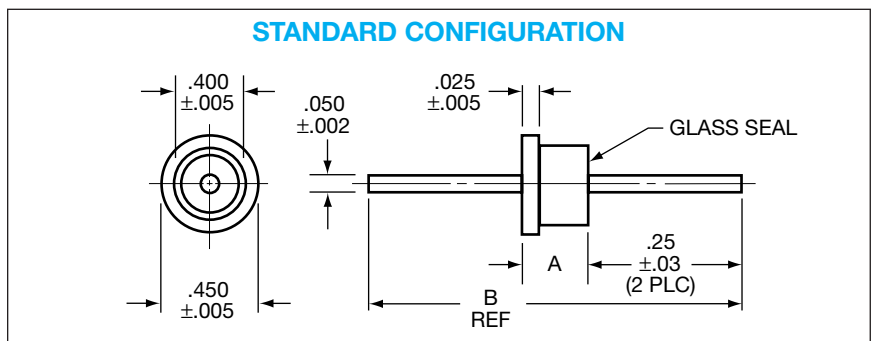 STANDARD CONFIGURATION
.400
±.005
.050
±.002
.025
±.005
GLASS SEAL
.450
±.005
A
.25
±.03
(2 PLC)
B
REF